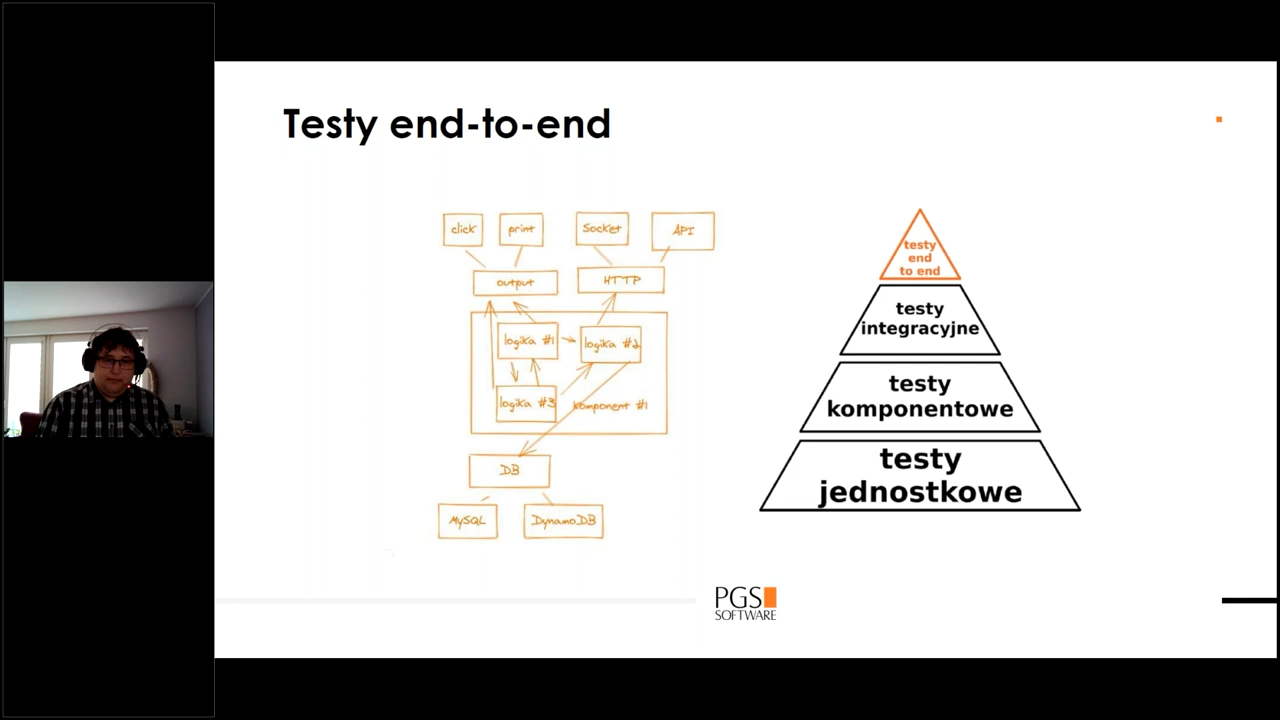 Testy end-to-end
click
print
Socket
API
output
HTTP
logika #1
logika #2
logika #3
komponent #1
DB
MySQL
DynamoDB
testy
end
to end
testy
integracyjne
testy
komponentowe
testy
jednostkowe
PGS
SOFTWARE